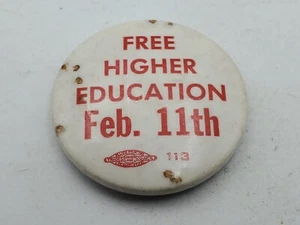 FREE
HIGHER
EDUCATION
Feb. 11th
113